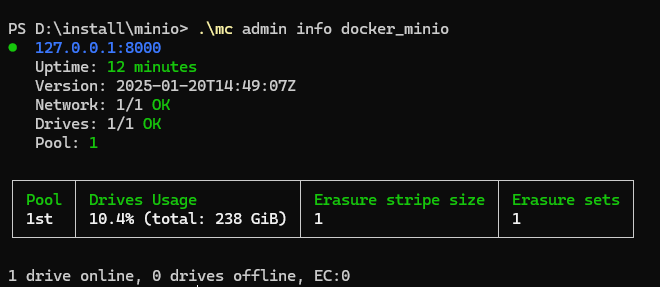 PS D:\install\minio> .\mc admin info docker_minio
● 127.0.0.1:8000
Uptime: 12 minutes
Version: 2025-01-20T14:49:07Z
Network: 1/1 OK
Drives: 1/1 OK
Pool: 1
Pool Drives Usage Erasure stripe size Erasure sets
1st 10.4% (total: 238 GiB) 1 1
1 drive online, 0 drives offline, EC:0